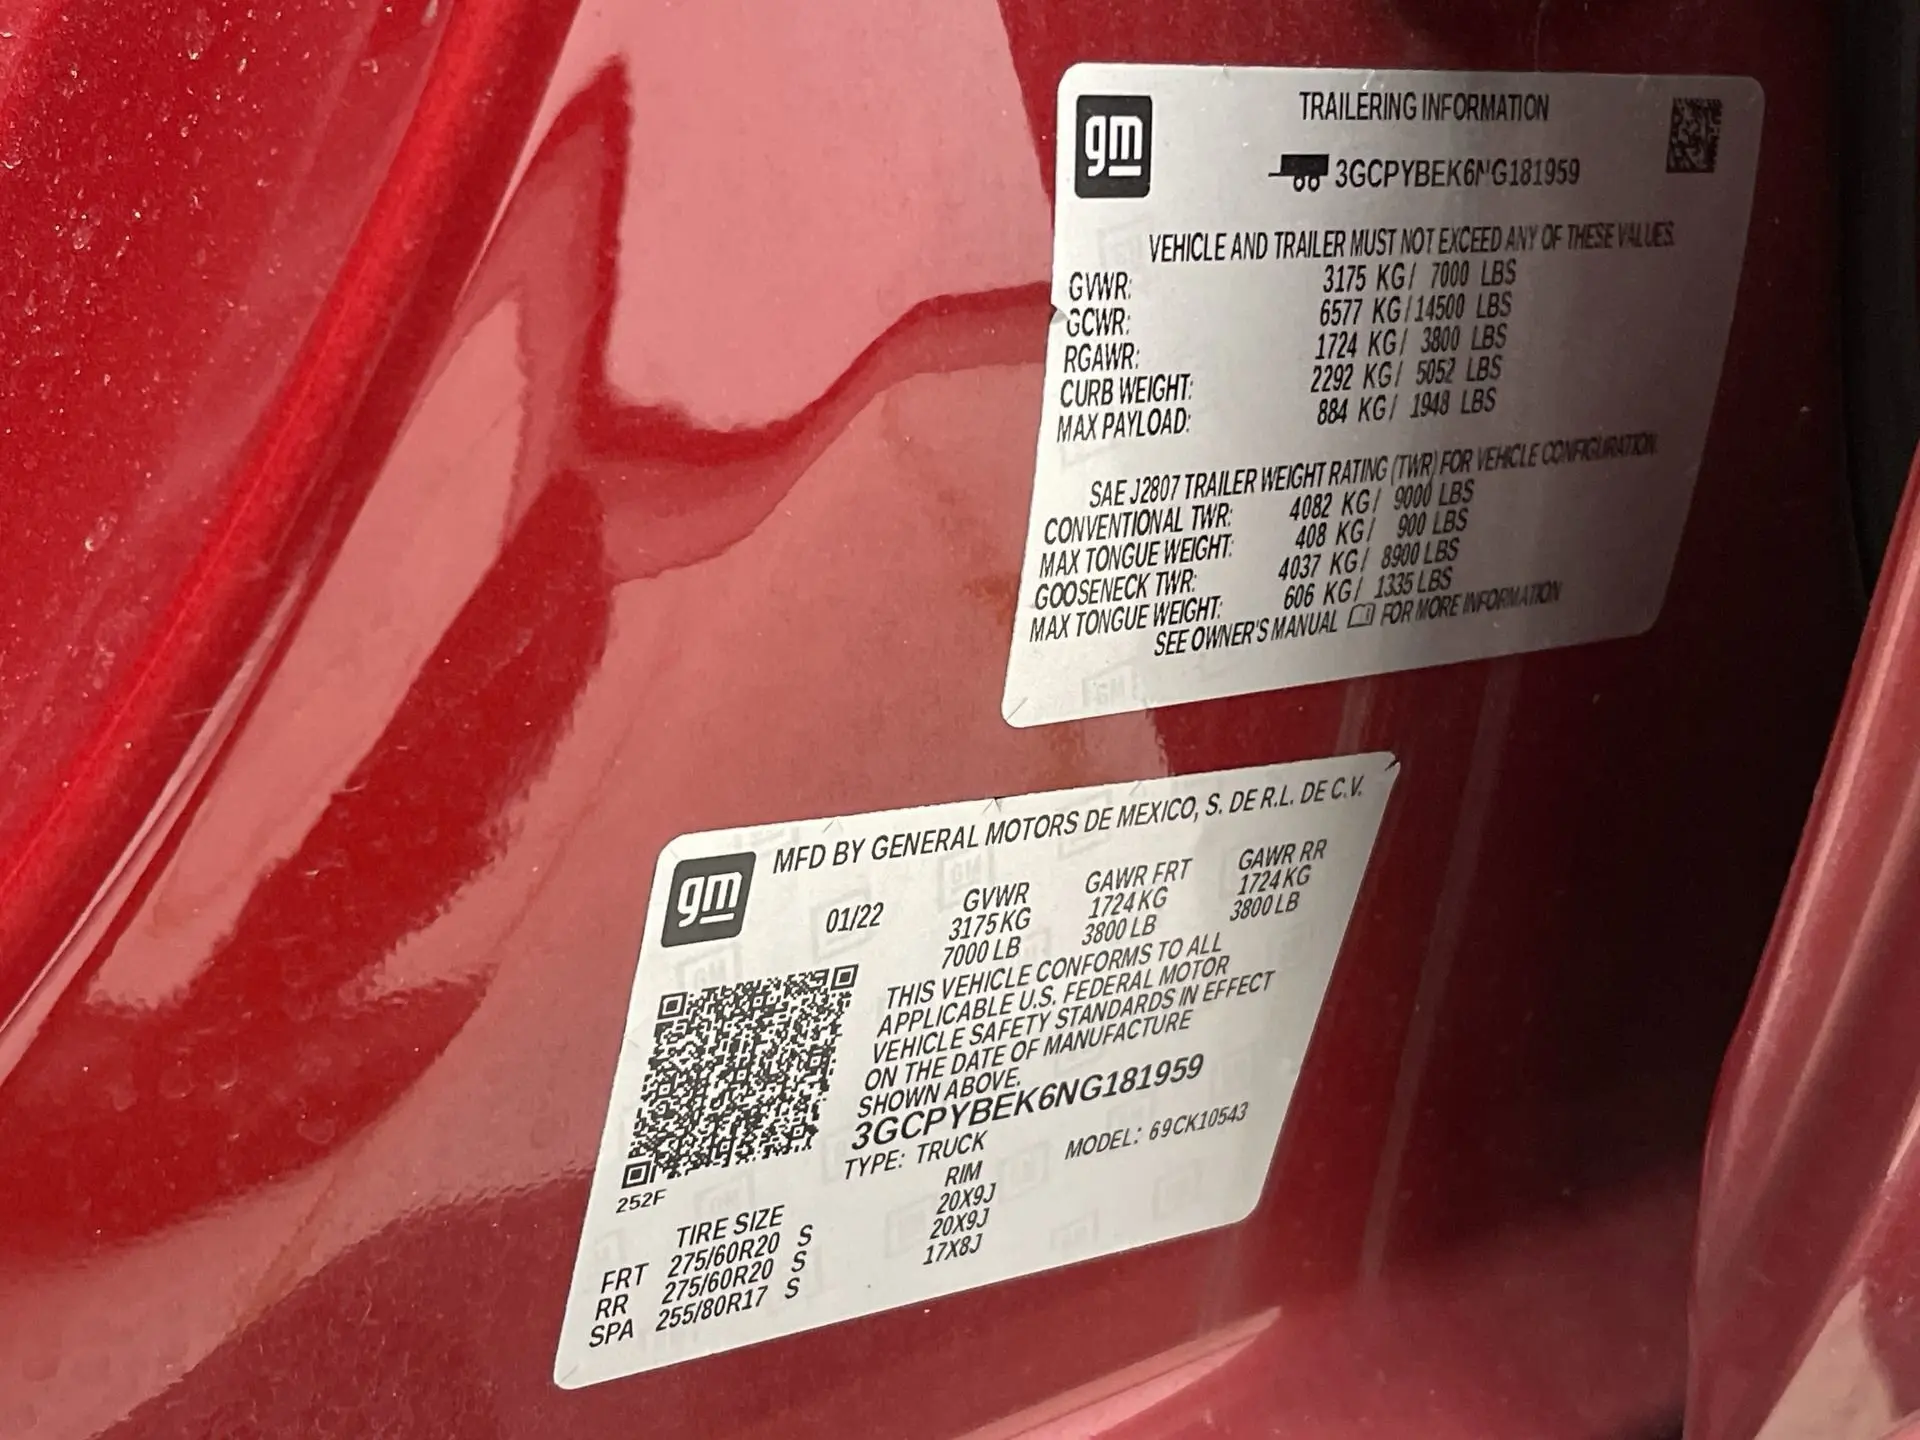 gm
TRAILERING INFORMATION
3GCPYBEK6NG181959
VEHICLE AND TRAILER MUST NOT EXCEED ANY OF THESE VALUES.
GVWR: 3175 KG/ 7000 LBS
GCWR: 6577 KG/14500 LBS
RGAWR: 1724 KG/ 3800 LBS
CURB WEIGHT: 2292 KG/ 5052 LBS
MAX PAYLOAD: 884 KG/ 1948 LBS
SAE J2807 TRAILER WEIGHT RATING (TWR) FOR VEHICLE CONFIGURATION.
CONVENTIONAL TWR: 4082 KG/ 9000 LBS
MAX TONGUE WEIGHT: 408 KG/ 900 LBS
GOOSENECK TWR: 4037 KG/ 8900 LBS
MAX TONGUE WEIGHT: 606 KG/ 1335 LBS
SEE OWNER'S MANUAL FOR MORE INFORMATION
gm
MFD BY GENERAL MOTORS DE MEXICO, S. DE R.L. DE C.V.
GVWR GAWR FRT GAWR RR
01/22 3175KG 1724KG 1724KG
7000 LB 3800 LB 3800 LB
THIS VEHICLE CONFORMS TO ALL
APPLICABLE U.S. FEDERAL MOTOR
VEHICLE SAFETY STANDARDS IN EFFECT
ON THE DATE OF MANUFACTURE
SHOWN ABOVE.
3GCPYBEK6NG181959
TYPE: TRUCK MODEL: 69CK10543
252F
TIRE SIZE RIM
FRT 275/60R20 S 20X9J
RR 275/60R20 S 20X9J
SPA 255/80R17 S 17X8J